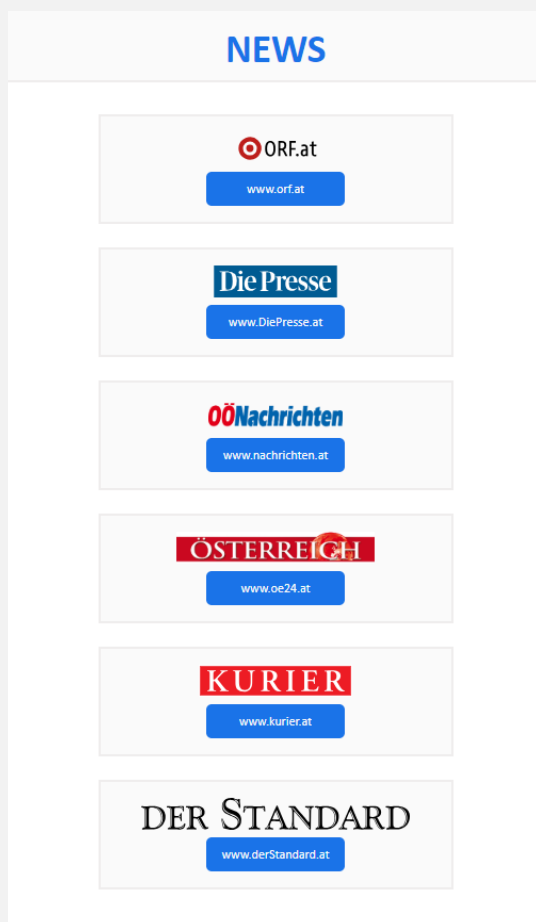 NEWS
ORF.at
www.orf.at
Die Presse
www.DiePresse.at
OÖNachrichten
www.nachrichten.at
ÖSTERREICH
www.oe24.at
KURIER
www.kurier.at
DER STANDARD
www.derStandard.at